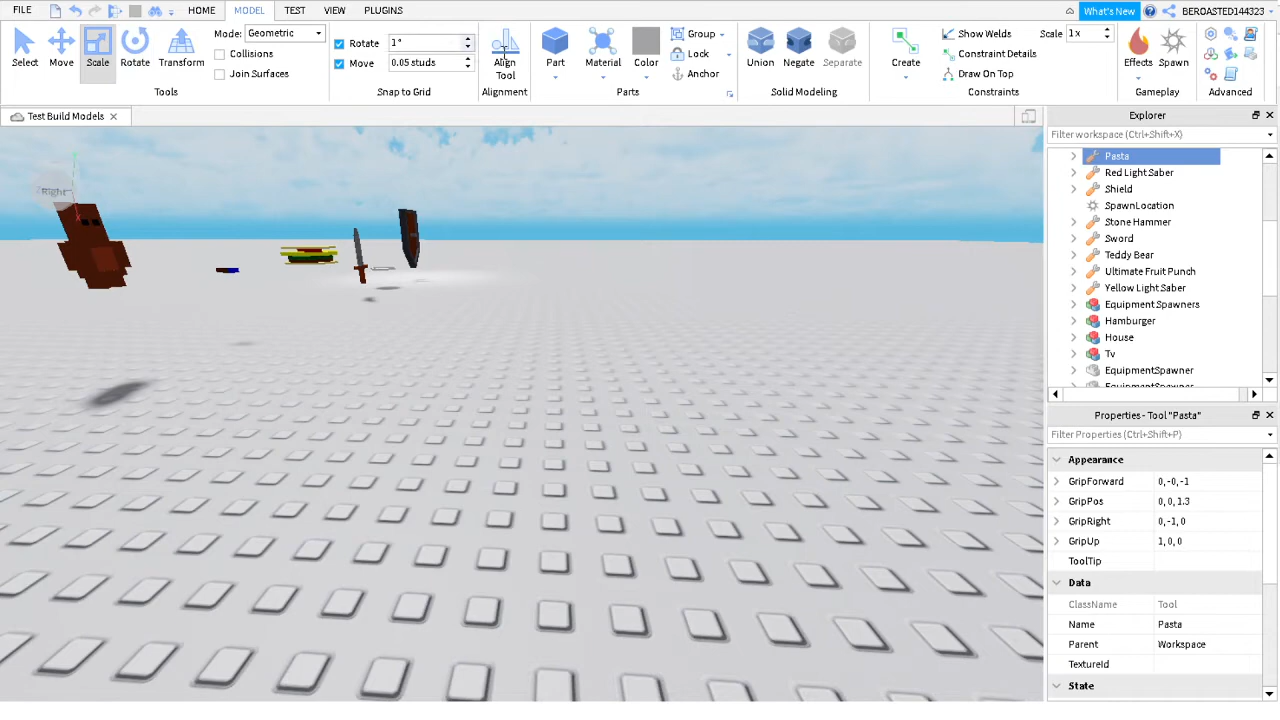 FILE HOME MODEL TEST VIEW PLUGINS What's New BEROASTED144323
Select Move Scale Rotate Transform
Mode: Geometric
Collisions
Join Surfaces
Tools
Rotate 1°
Move 0.05 studs
Snap to Grid
Align Tool
Alignment
Part Material Color
Group
Lock
Anchor
Parts
Union Negate Separate
Solid Modeling
Create
Show Welds Scale 1x
Constraint Details
Draw On Top
Constraints
Effects Spawn
Gameplay
Advanced
Test Build Models
Right
Explorer
Filter workspace (Ctrl+Shift+X)
Pasta
Red Light Saber
Shield
SpawnLocation
Stone Hammer
Sword
Teddy Bear
Ultimate Fruit Punch
Yellow Light Saber
Equipment Spawners
Hamburger
House
Tv
EquipmentSpawner
EquipmentSpawner
Properties - Tool "Pasta"
Filter Properties (Ctrl+Shift+P)
Appearance
GripForward 0,-0,-1
GripPos 0,0,1.3
GripRight 0,-1,0
GripUp 1,0,0
ToolTip
Data
ClassName Tool
Name Pasta
Parent Workspace
TextureId
State